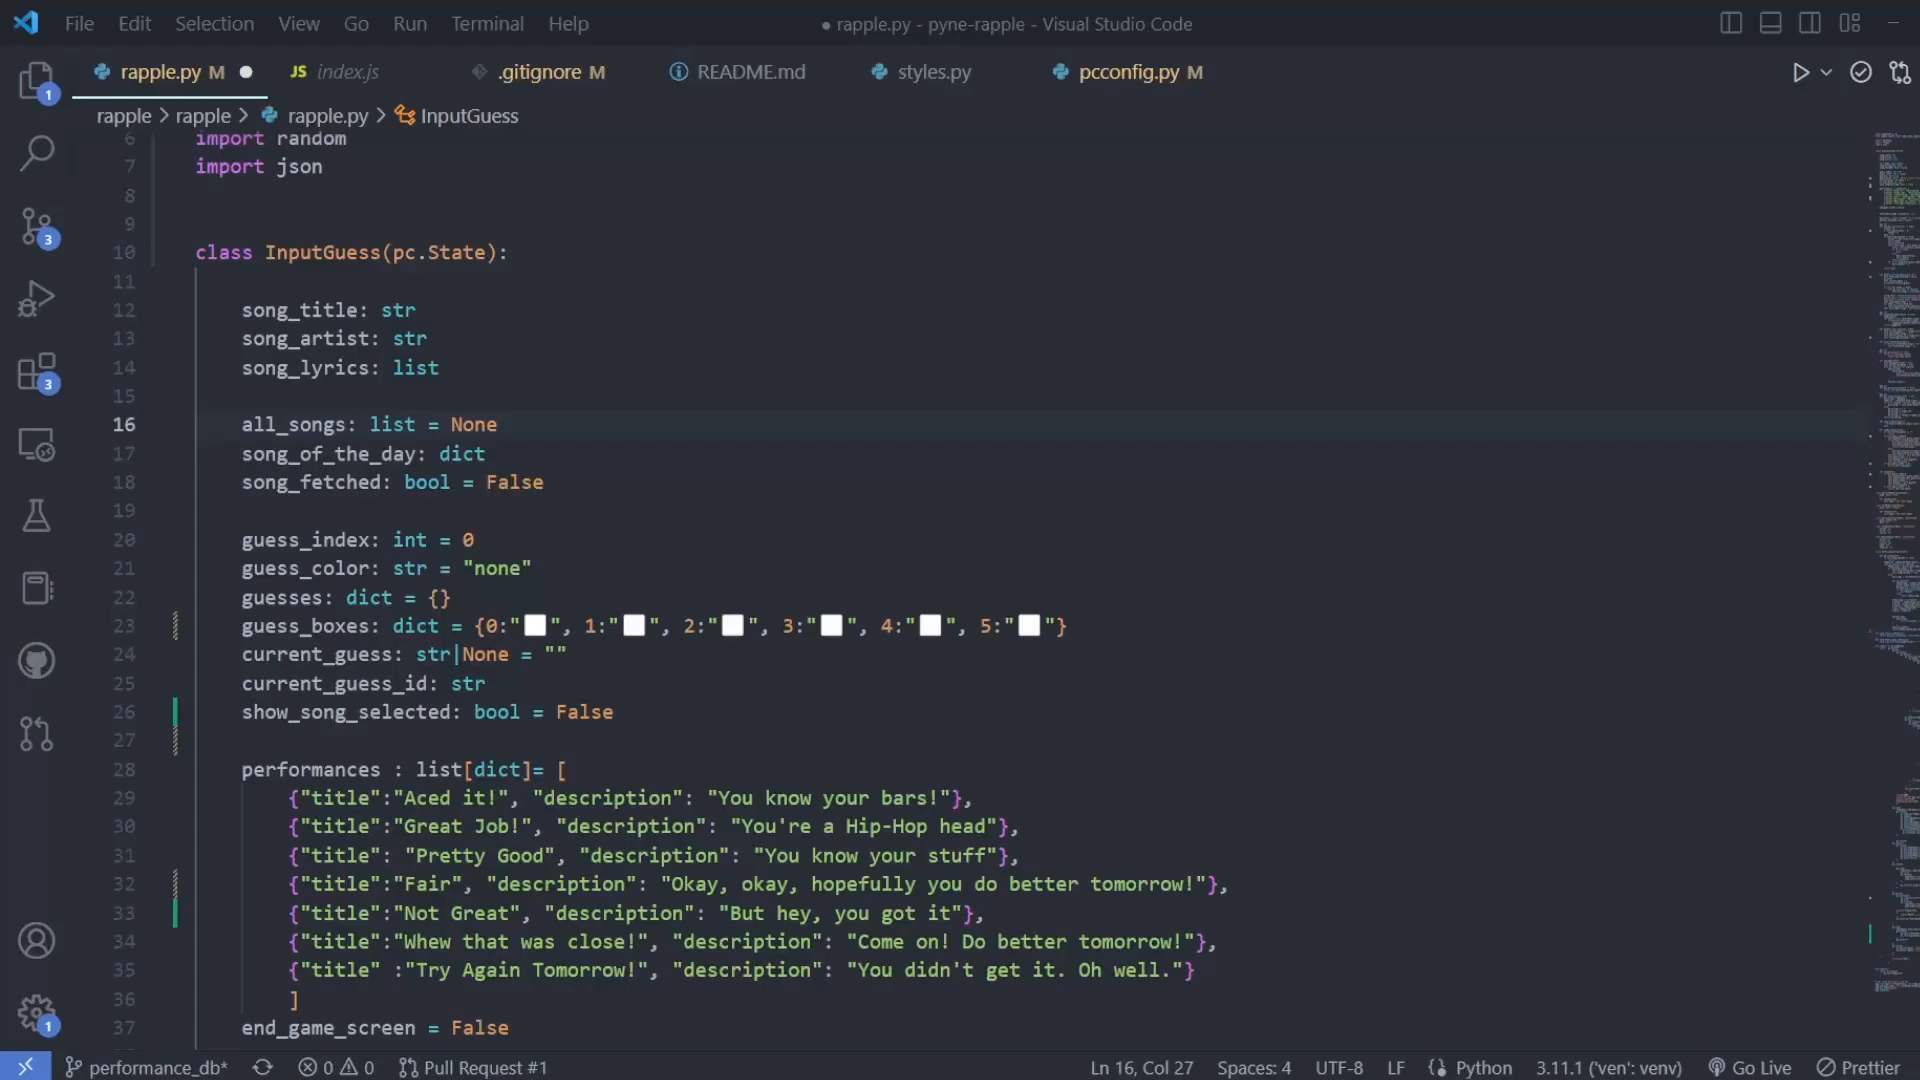 File Edit Selection View Go Run Terminal Help
● rapple.py - pyne-rapple - Visual Studio Code
rapple.py M ● JS index.js .gitignore M README.md styles.py pcconfig.py M
rapple > rapple > rapple.py > InputGuess
6 import random
7 import json
8
9
10 class InputGuess(pc.State):
11
12 song_title: str
13 song_artist: str
14 song_lyrics: list
15
16 all_songs: list = None
17 song_of_the_day: dict
18 song_fetched: bool = False
19
20 guess_index: int = 0
21 guess_color: str = "none"
22 guesses: dict = {}
23 guess_boxes: dict = {0:"⬜", 1:"⬜", 2:"⬜", 3:"⬜", 4:"⬜", 5:"⬜"}
24 current_guess: str|None = ""
25 current_guess_id: str
26 show_song_selected: bool = False
27
28 performances : list[dict]= [
29 {"title":"Aced it!", "description": "You know your bars!"},
30 {"title":"Great Job!", "description": "You're a Hip-Hop head"},
31 {"title": "Pretty Good", "description": "You know your stuff"},
32 {"title":"Fair", "description": "Okay, okay, hopefully you do better tomorrow!"},
33 {"title":"Not Great", "description": "But hey, you got it"},
34 {"title":"Whew that was close!", "description": "Come on! Do better tomorrow!"},
35 {"title" :"Try Again Tomorrow!", "description": "You didn't get it. Oh well."}
36 ]
37 end_game_screen = False
1
3
3
1
performance_db* 0 0 Pull Request #1 Ln 16, Col 27 Spaces: 4 UTF-8 LF Python 3.11.1 ('venv': venv) Go Live Prettier